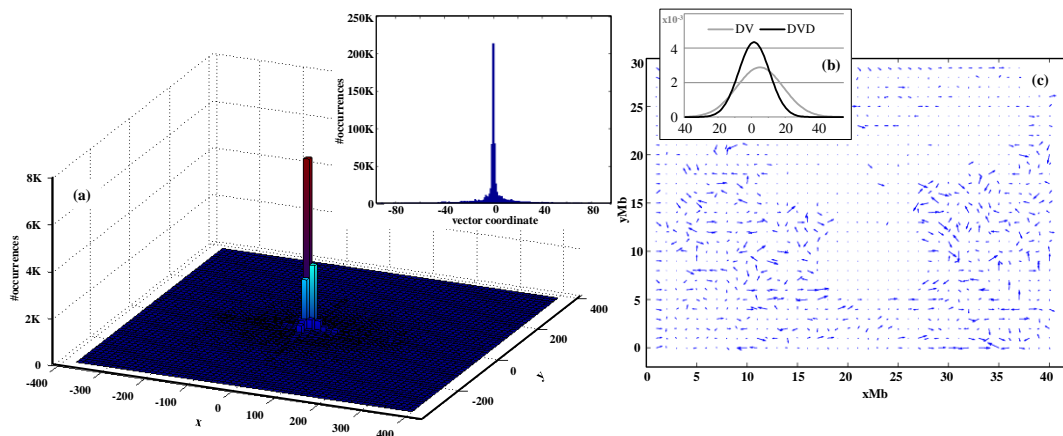 (a)
8K
6K
4K
2K
0
#occurrences
-400
-300
-200
-100
0
100
200
300
400
x
-200
0
200
400
y
250K
200K
150K
100K
50K
0
#occurrences
-80
-40
0
40
80
vector coordinate
x10-3
DV
DVD
(b)
4
2
0
40
20
0
20
40
(c)
30
25
20
15
10
5
0
yMb
0
5
10
15
20
25
30
35
40
xMb